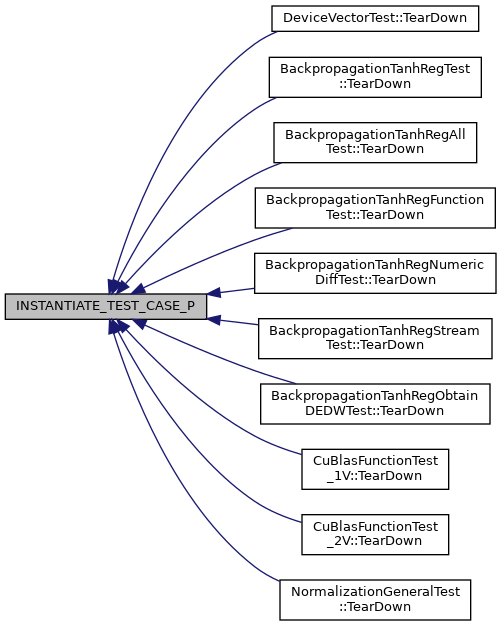 DeviceVectorTest::TearDown
BackpropagationTanhRegTest
::TearDown
BackpropagationTanhRegAll
Test::TearDown
BackpropagationTanhRegFunction
Test::TearDown
BackpropagationTanhRegNumeric
DiffTest::TearDown
INSTANTIATE_TEST_CASE_P
BackpropagationTanhRegStream
Test::TearDown
BackpropagationTanhRegObtain
DEDWTest::TearDown
CuBlasFunctionTest
_1V::TearDown
CuBlasFunctionTest
_2V::TearDown
NormalizationGeneralTest
::TearDown